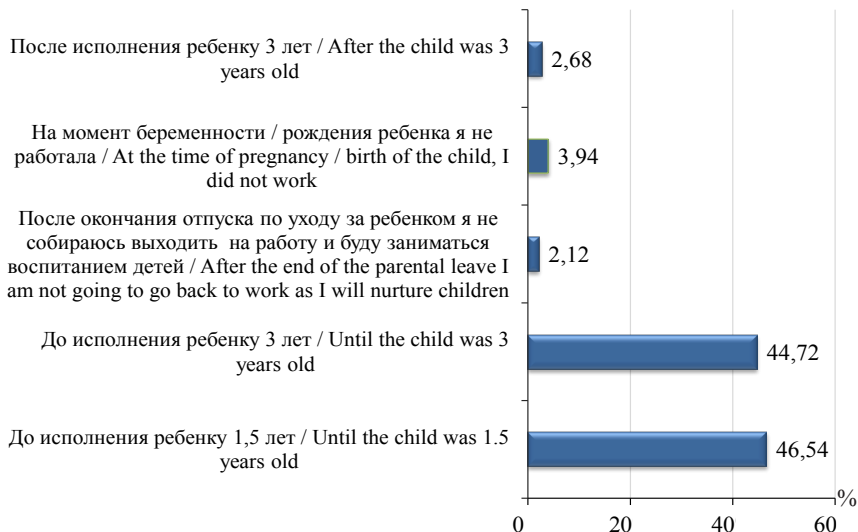 После исполнения ребенку 3 лет / After the child was 3
years old
2,68
На момент беременности / рождения ребенка я не
работала / At the time of pregnancy / birth of the child, I
did not work
3,94
После окончания отпуска по уходу за ребенком я не
собираюсь выходить на работу и буду заниматься
воспитанием детей / After the end of the parental leave I
am not going to go back to work as I will nurture children
2,12
До исполнения ребенку 3 лет / Until the child was 3
years old
44,72
До исполнения ребенку 1,5 лет / Until the child was 1.5
years old
46,54
%
0 20 40 60